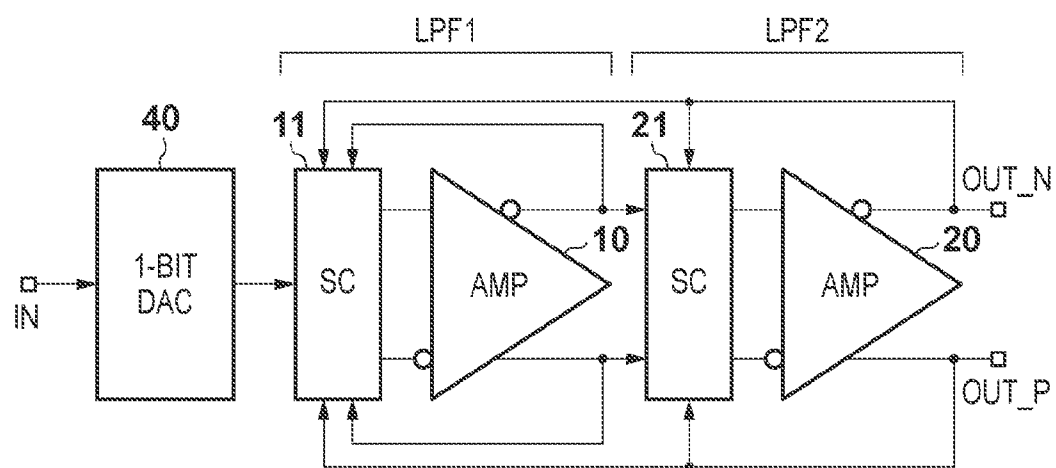 LPF1
LPF2
40
11
21
OUT_N
10
20
1-BIT
DAC
SC
AMP
SC
AMP
IN
OUT_P